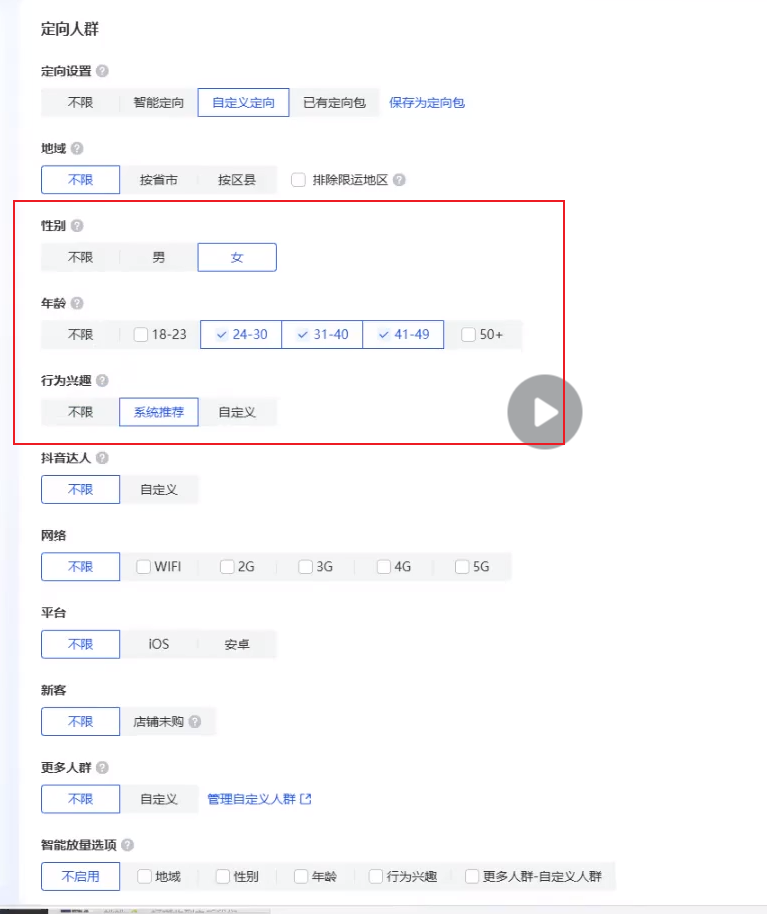 定向人群
定向设置 ?
不限 智能定向 自定义定向 已有定向包 保存为定向包
地域 ?
不限 按省市 按区县 排除限运地区 ?
性别 ?
不限 男 女
年龄 ?
不限 18-23 24-30 31-40 41-49 50+
行为兴趣 ?
不限 系统推荐 自定义
抖音达人 ?
不限 自定义
网络
不限 WIFI 2G 3G 4G 5G
平台
不限 iOS 安卓
新客
不限 店铺未购 ?
更多人群 ?
不限 自定义 管理自定义人群
智能放量选项 ?
不启用 地域 性别 年龄 行为兴趣 更多人群-自定义人群